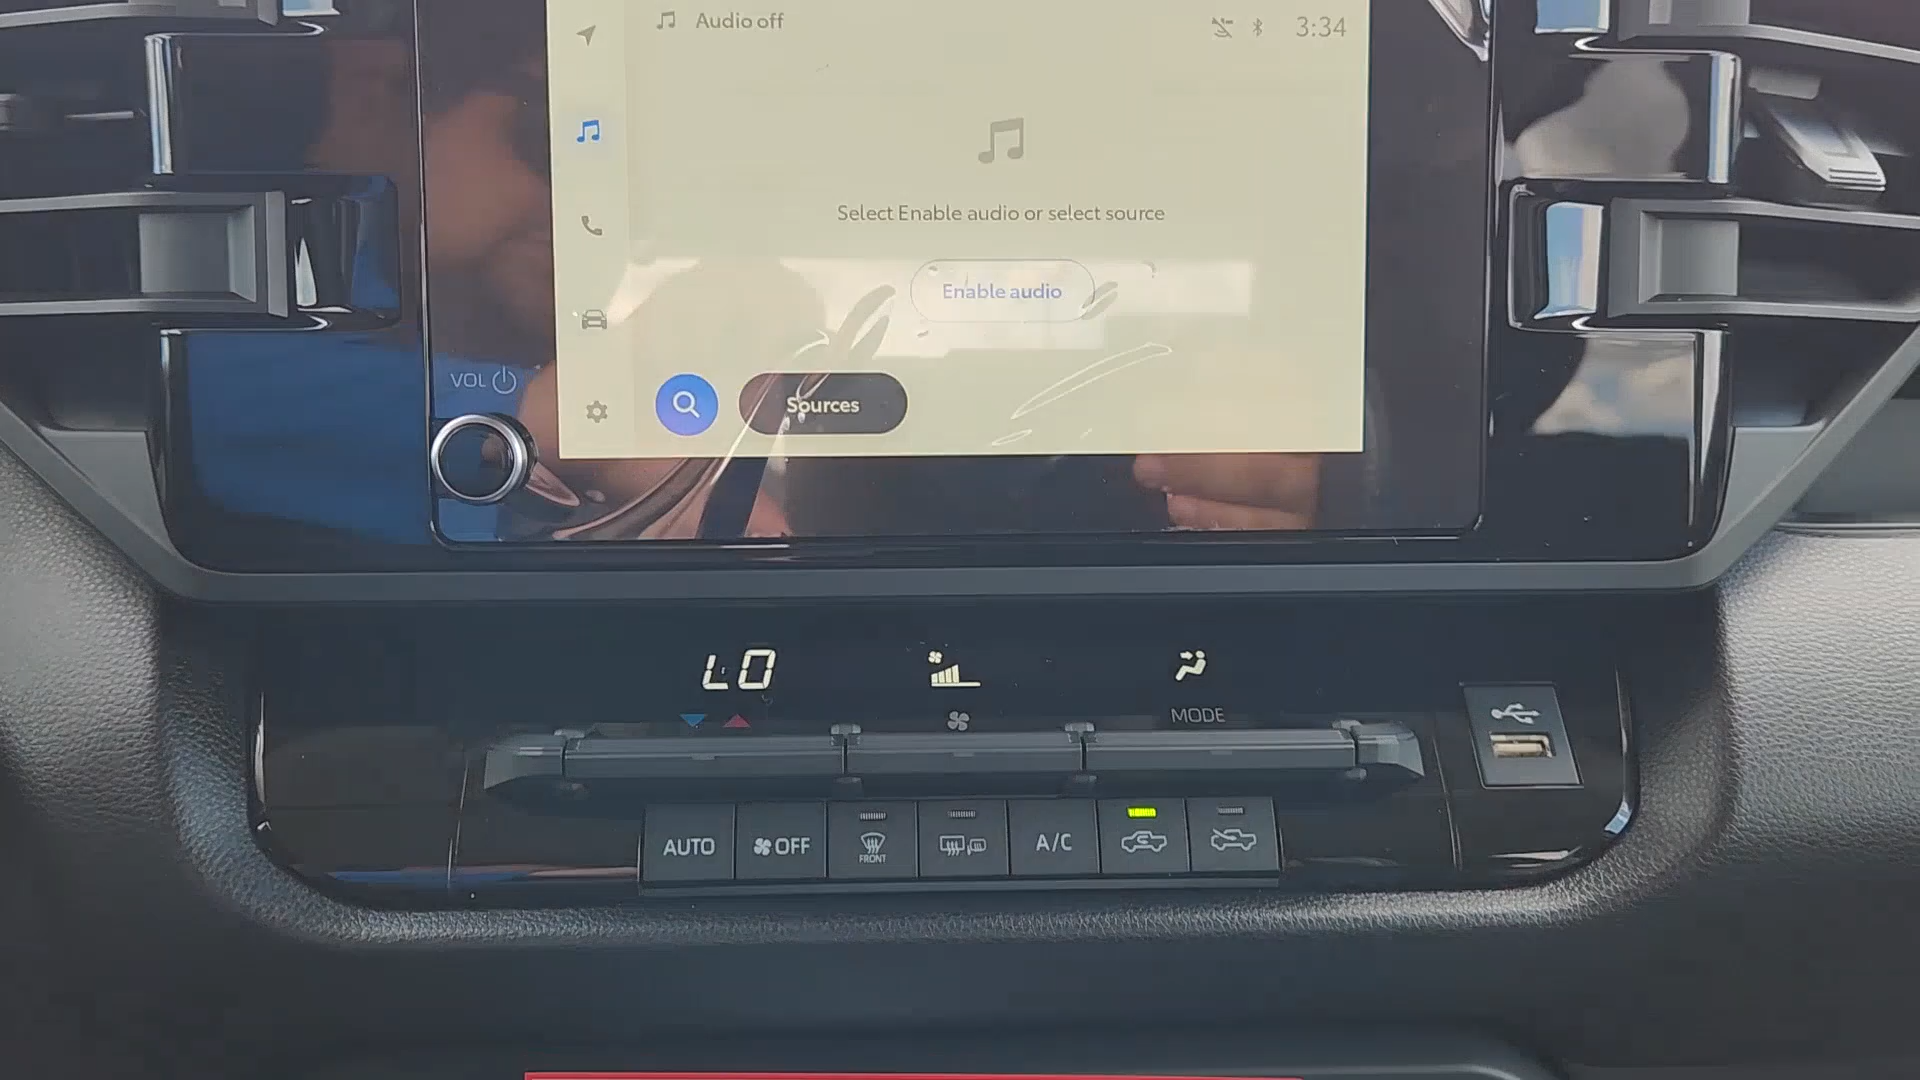 Audio off
3:34
Select Enable audio or select source
Enable audio
VOL
Sources
LO
MODE
AUTO
OFF
FRONT
A/C